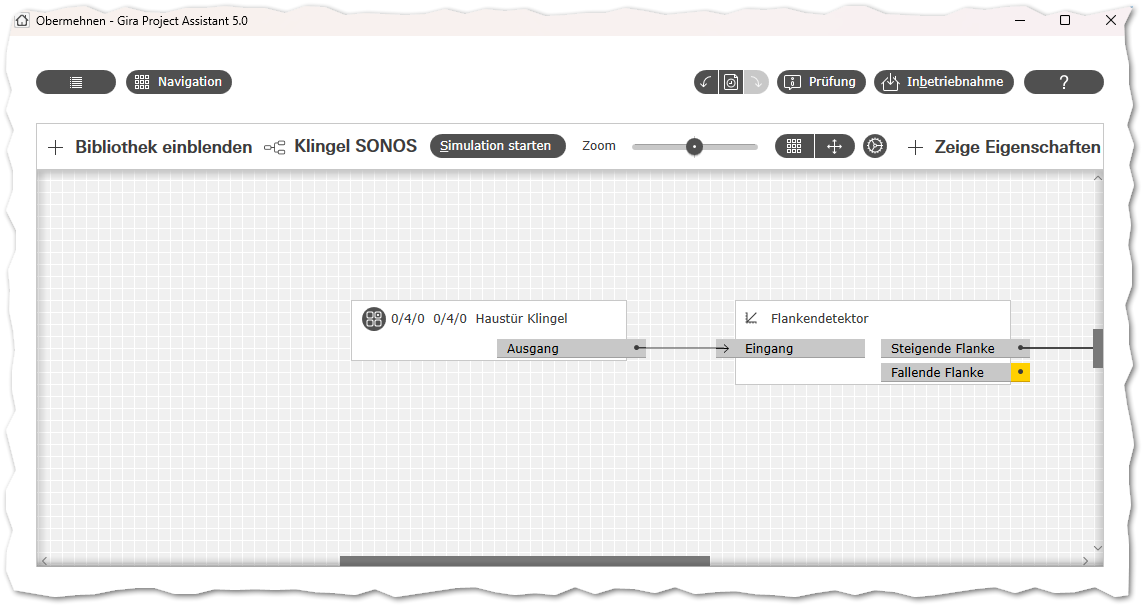 Obermehnen - Gira Project Assistant 5.0
Navigation
Prüfung
Inbetriebnahme
?
Bibliothek einblenden
Klingel SONOS
Simulation starten
Zoom
Zeige Eigenschaften
0/4/0 0/4/0 Haustür Klingel
Ausgang
Flankendetektor
Eingang
Steigende Flanke
Fallende Flanke